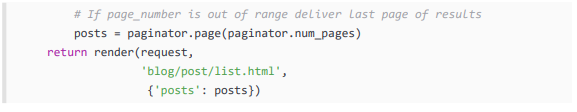 # If page_number is out of range deliver last page of results
posts = paginator.page(paginator.num_pages)
return render(request,
'blog/post/list.html',
{'posts': posts})